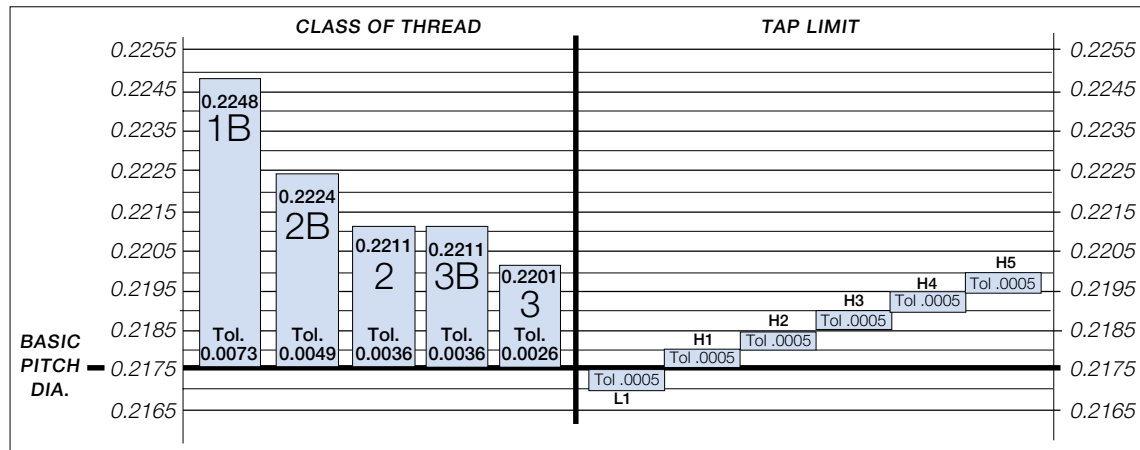 CLASS OF THREAD
TAP LIMIT
0.2255
0.2245
0.2235
0.2225
0.2215
0.2205
0.2195
0.2185
0.2175
0.2165
BASIC
PITCH
DIA.
0.2248
1B
Tol.
0.0073
0.2224
2B
Tol.
0.0049
0.2211
2
Tol.
0.0036
0.2211
3B
Tol.
0.0036
0.2201
3
Tol.
0.0026
Tol .0005
L1
H1
Tol .0005
H2
Tol .0005
H3
Tol .0005
H4
Tol .0005
H5
Tol .0005
0.2255
0.2245
0.2235
0.2225
0.2215
0.2205
0.2195
0.2185
0.2175
0.2165